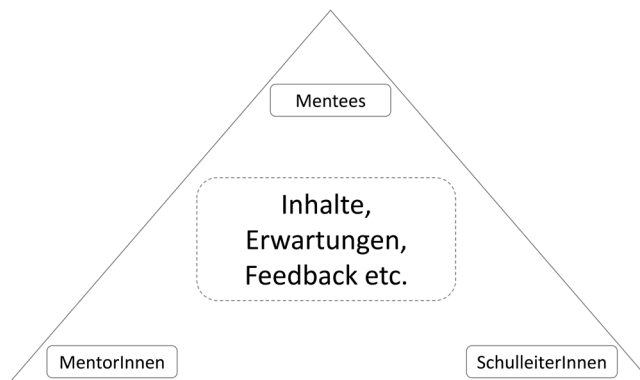 Mentees
Inhalte,
Erwartungen,
Feedback etc.
MentorInnen
SchulleiterInnen